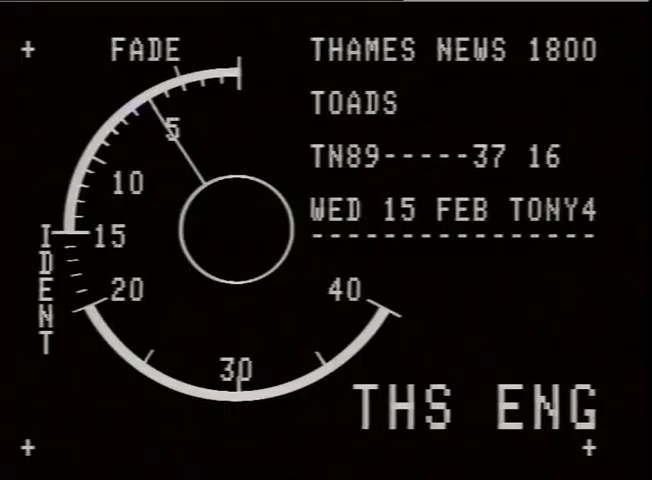 FADE
THAMES NEWS 1800
TOADS
5
TN89-----37 16
10
WED 15 FEB TONY4
----------------
15
IDENT
20
40
30
THS ENG